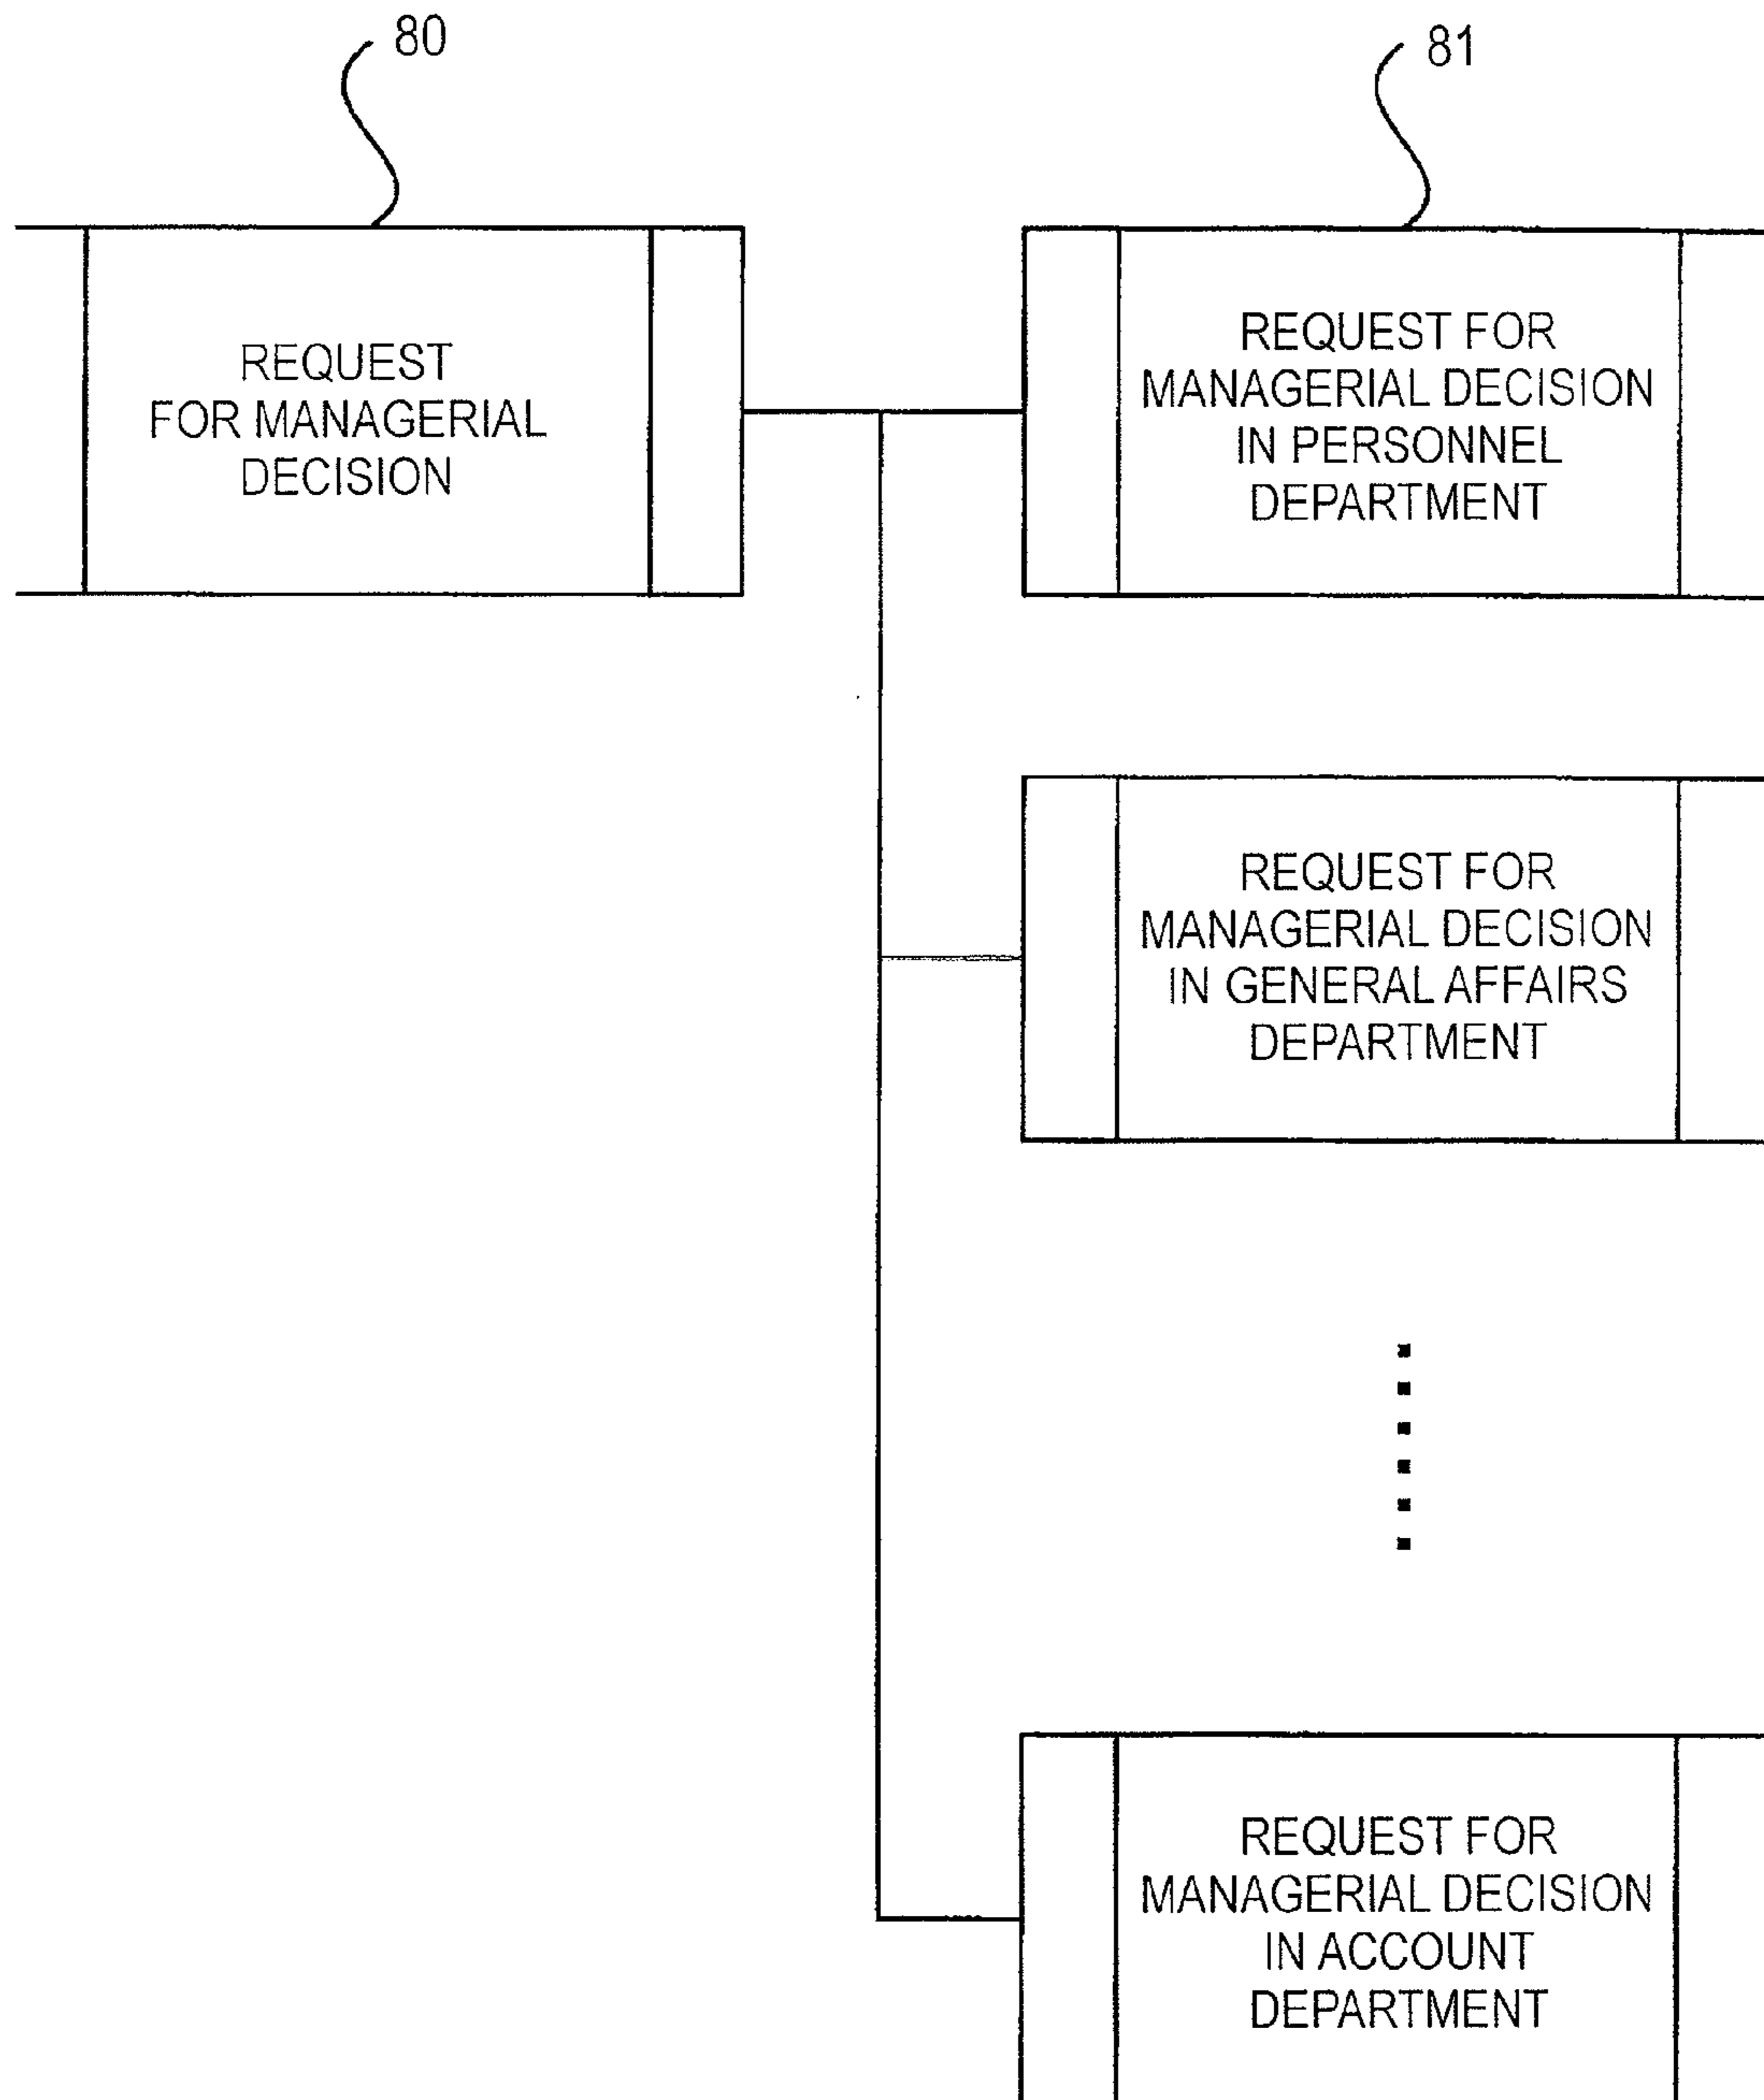 80
81
REQUEST
FOR MANAGERIAL
DECISION
REQUEST FOR
MANAGERIAL DECISION
IN PERSONNEL
DEPARTMENT
REQUEST FOR
MANAGERIAL DECISION
IN GENERAL AFFAIRS
DEPARTMENT
REQUEST FOR
MANAGERIAL DECISION
IN ACCOUNT
DEPARTMENT